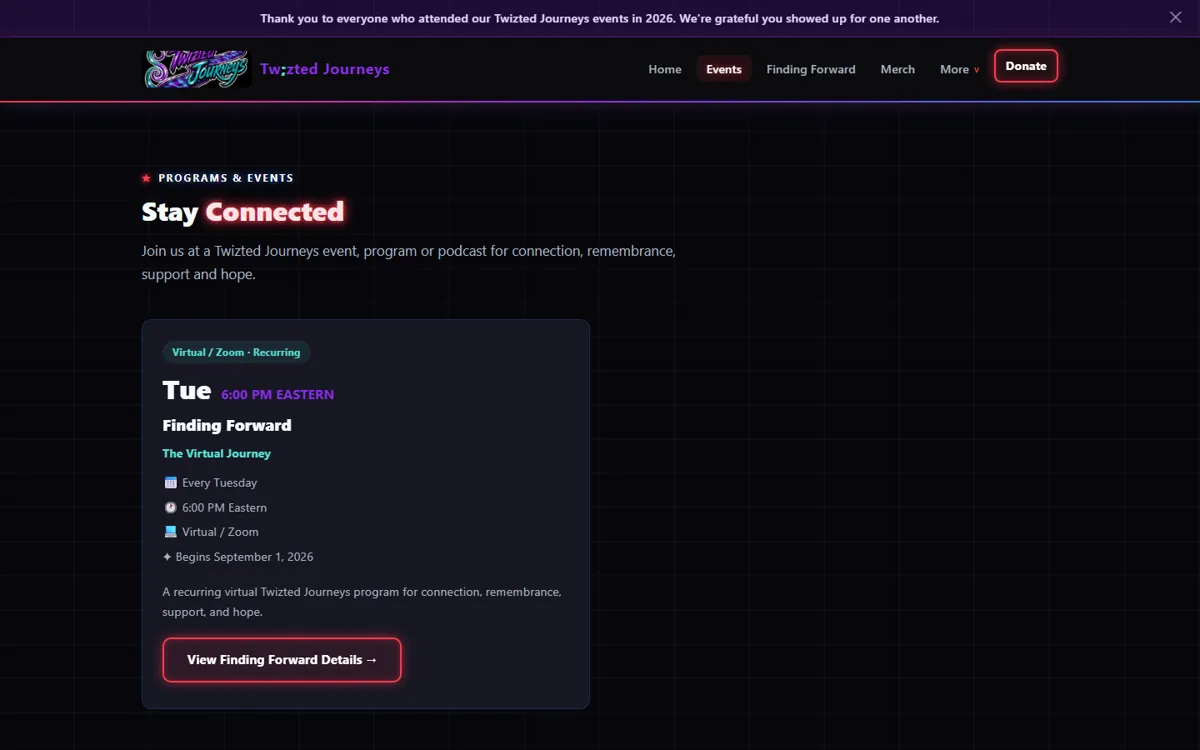 Thank you to everyone who attended our Twizted Journeys events in 2026. We're grateful you showed up for one another.
Twizted Journeys
Tw;zted Journeys
Home
Events
Finding Forward
Merch
More v
Donate
★ PROGRAMS & EVENTS
Stay Connected
Join us at a Twizted Journeys event, program or podcast for connection, remembrance,
support and hope.
Virtual / Zoom · Recurring
Tue 6:00 PM EASTERN
Finding Forward
The Virtual Journey
Every Tuesday
6:00 PM Eastern
Virtual / Zoom
✦ Begins September 1, 2026
A recurring virtual Twizted Journeys program for connection, remembrance,
support, and hope.
View Finding Forward Details →